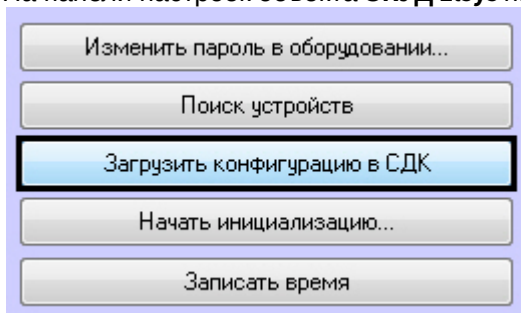 Изменить пароль в оборудовании...
Поиск устройств
Загрузить конфигурацию в СДК
Начать инициализацию...
Записать время